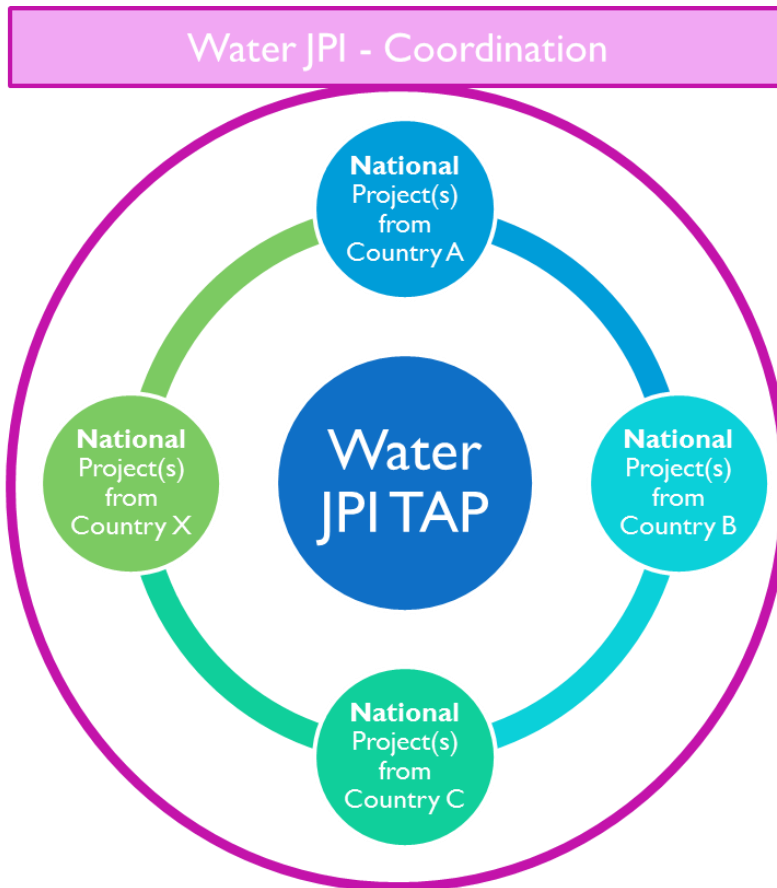 Water JPI - Coordination
National
Project(s)
from
Country A
National
Project(s)
from
Country X
Water
JPI TAP
National
Project(s)
from
Country B
National
Project(s)
from
Country C